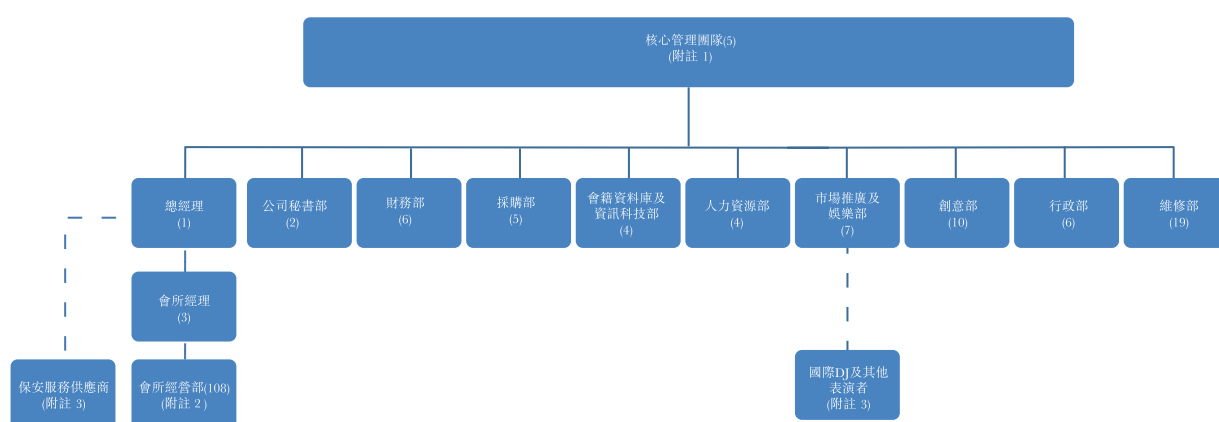 核心管理團隊(5)
(附註 1)
總經理
(1)
公司秘書部
(2)
財務部
(6)
採購部
(5)
會籍資料庫及
資訊科技部
(4)
人力資源部
(4)
市場推廣及
娛樂部
(7)
創意部
(10)
行政部
(6)
維修部
(19)
會所經理
(3)
保安服務供應商
(附註 3)
會所經營部(108)
(附註 2 )
國際DJ及其他
表演者
(附註 3)